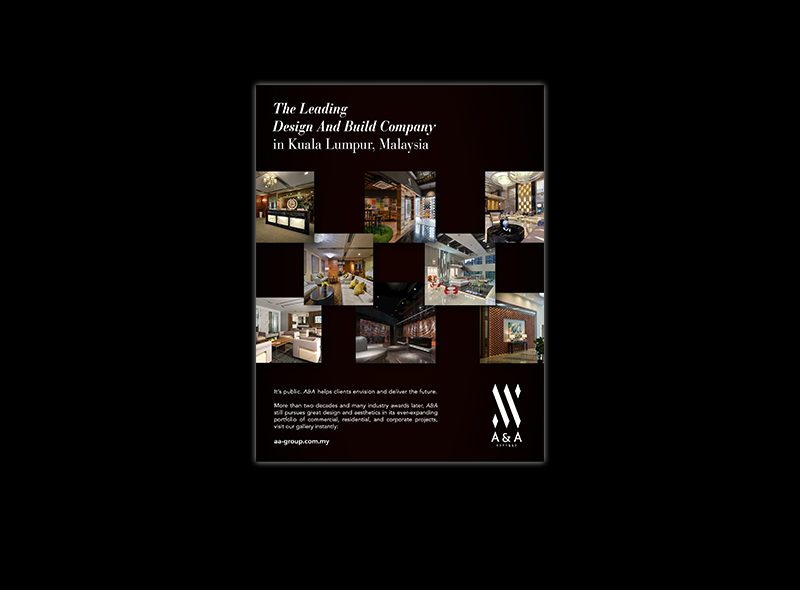 The Leading
Design And Build Company
in Kuala Lumpur, Malaysia
It's public. A&A helps clients envision and deliver the future.
More than two decades and many industry awards later, A&A
still pursues great design and aesthetics in its ever-expanding
portfolio of commercial, residential, and corporate projects,
visit our gallery instantly:
aa-group.com.my
A&A